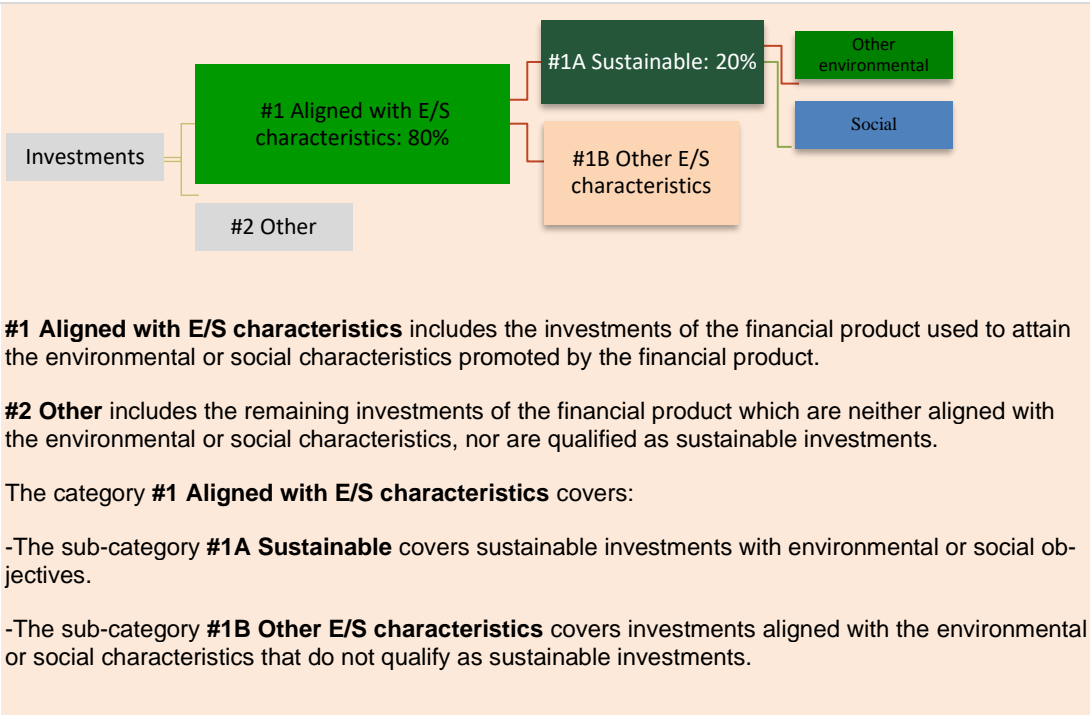 #1A Sustainable: 20%
Other
environmental
#1 Aligned with E/S
characteristics: 80%
Social
Investments
#1B Other E/S
characteristics
#2 Other
#1 Aligned with E/S characteristics includes the investments of the financial product used to attain
the environmental or social characteristics promoted by the financial product.
#2 Other includes the remaining investments of the financial product which are neither aligned with
the environmental or social characteristics, nor are qualified as sustainable investments.
The category #1 Aligned with E/S characteristics covers:
-The sub-category #1A Sustainable covers sustainable investments with environmental or social ob-
jectives.
-The sub-category #1B Other E/S characteristics covers investments aligned with the environmental
or social characteristics that do not qualify as sustainable investments.